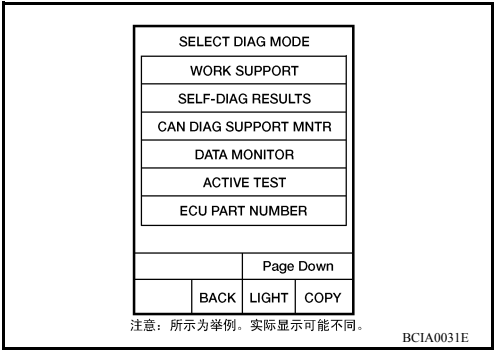 SELECT DIAG MODE
WORK SUPPORT
SELF-DIAG RESULTS
CAN DIAG SUPPORT MNTR
DATA MONITOR
ACTIVE TEST
ECU PART NUMBER
Page Down
BACK LIGHT COPY
注意：所示为举例。实际显示可能不同。
BCIA0031E